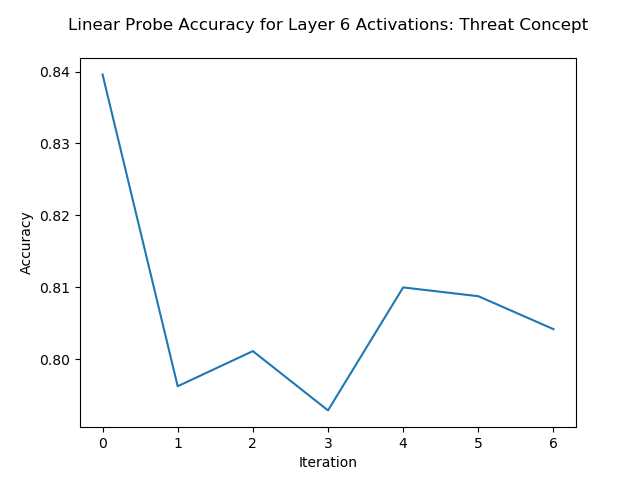 Linear Probe Accuracy for Layer 6 Activations: Threat Concept
0.84
0.83
0.82
0.81
0.80
Accuracy
0 1 2 3 4 5 6
Iteration